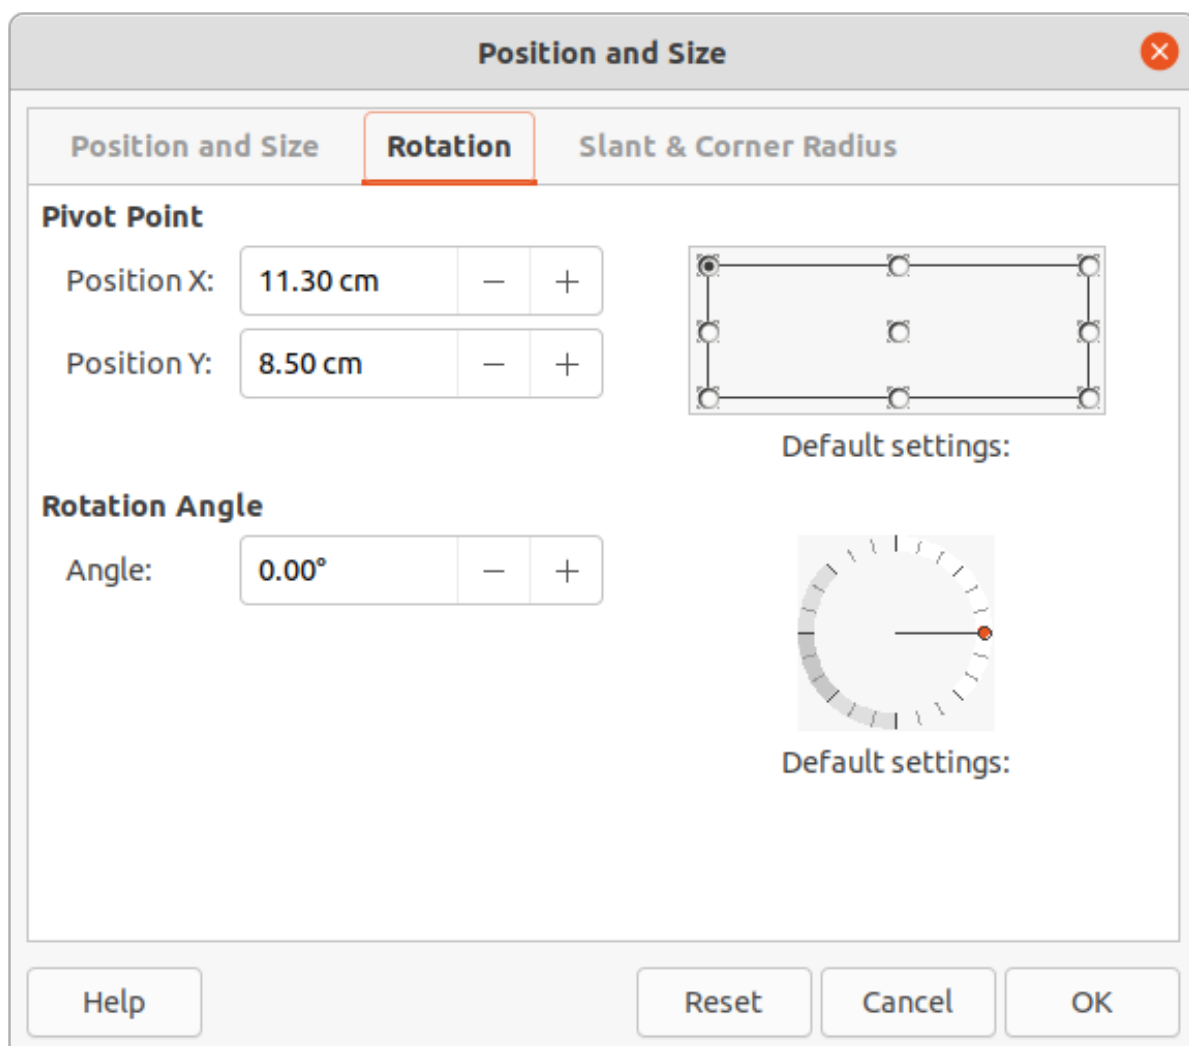 Position and Size
Position and Size Rotation Slant & Corner Radius
Pivot Point
Position X: 11.30 cm − +
Position Y: 8.50 cm − +
Default settings:
Rotation Angle
Angle: 0.00° − +
Default settings:
Help Reset Cancel OK